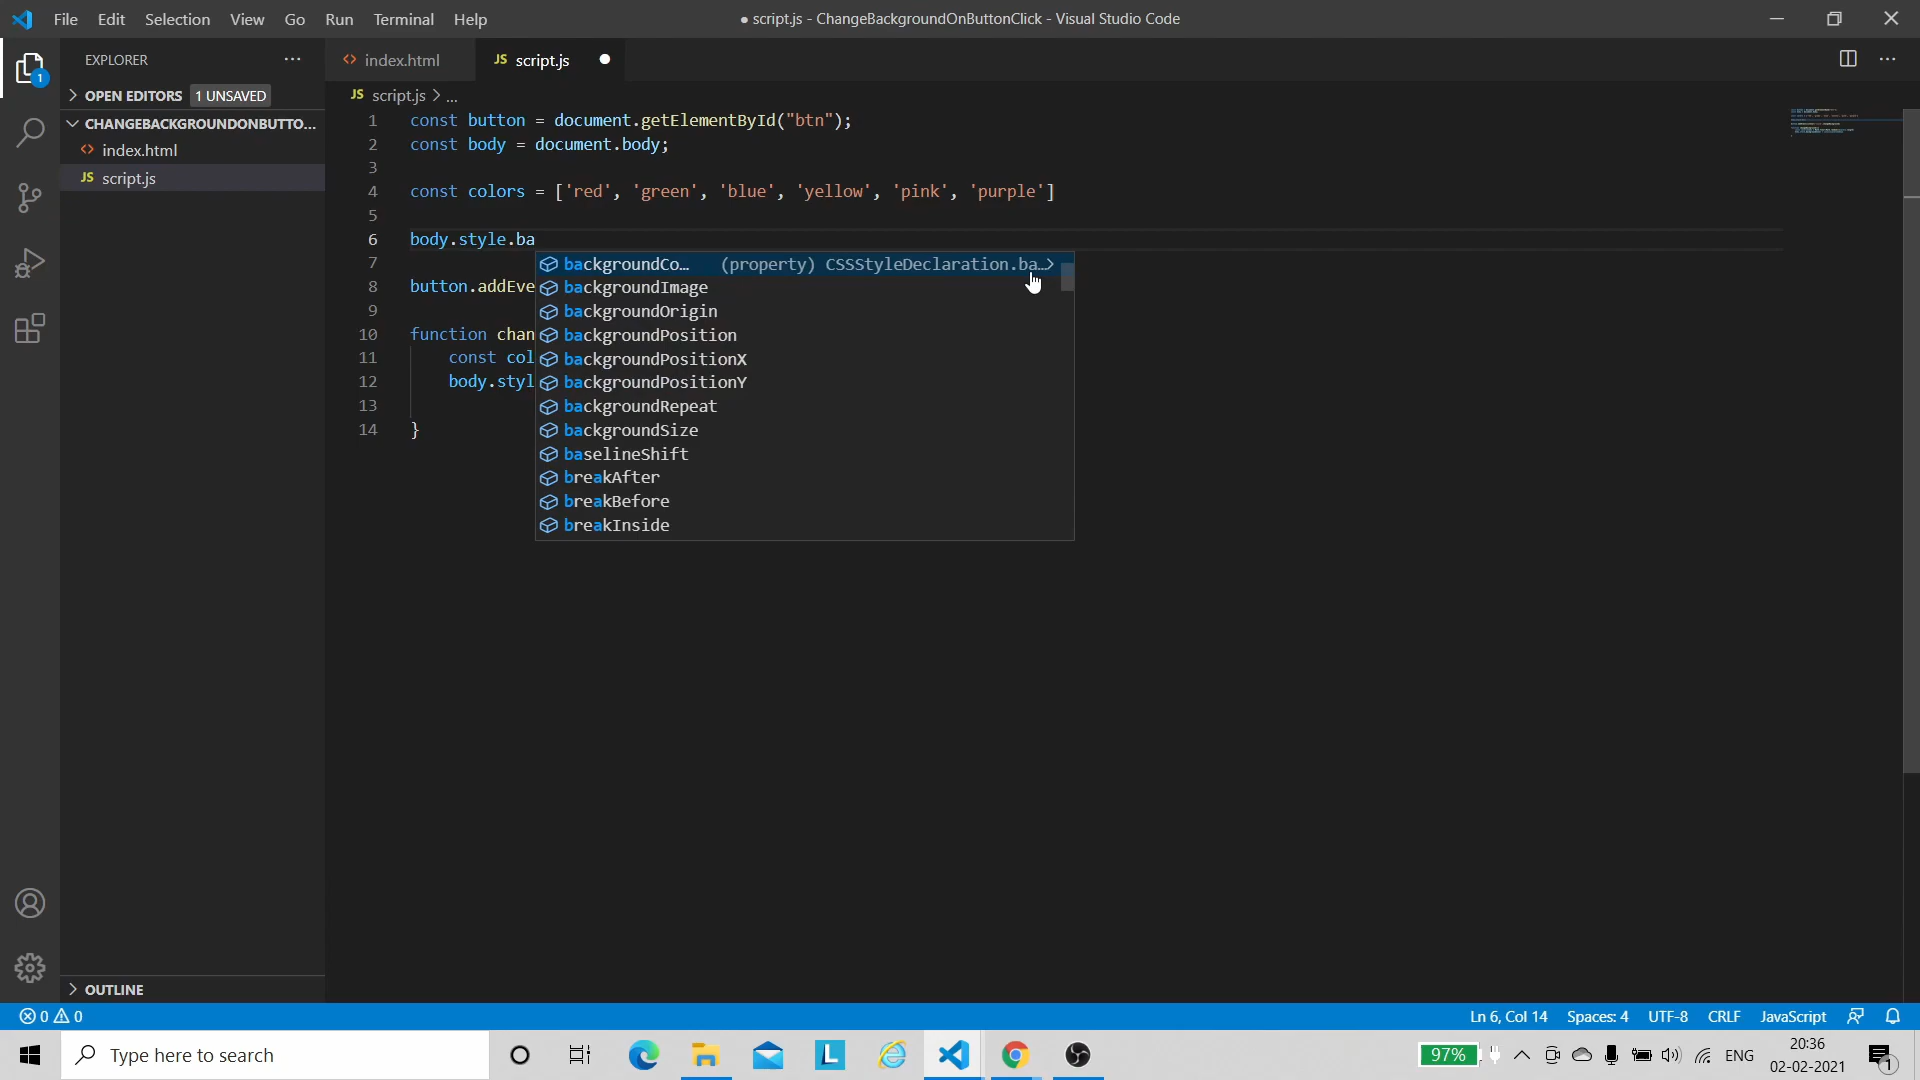 File Edit Selection View Go Run Terminal Help
● script.js - ChangeBackgroundOnButtonClick - Visual Studio Code
EXPLORER
OPEN EDITORS 1 UNSAVED
CHANGEBACKGROUNDONBUTTO...
index.html
JS script.js
OUTLINE
1
index.html
JS script.js ●
JS script.js > ...
1 const button = document.getElementById("btn");
2 const body = document.body;
3
4 const colors = ['red', 'green', 'blue', 'yellow', 'pink', 'purple']
5
6 body.style.ba
7
8 button.addEve
9
10 function chan
11 const col
12 body.styl
13
14 }
backgroundCo... (property) CSSStyleDeclaration.ba...>
backgroundImage
backgroundOrigin
backgroundPosition
backgroundPositionX
backgroundPositionY
backgroundRepeat
backgroundSize
baselineShift
breakAfter
breakBefore
breakInside
0 0
Ln 6, Col 14 Spaces: 4 UTF-8 CRLF JavaScript
Type here to search
L
97%
ENG
20:36
02-02-2021
1